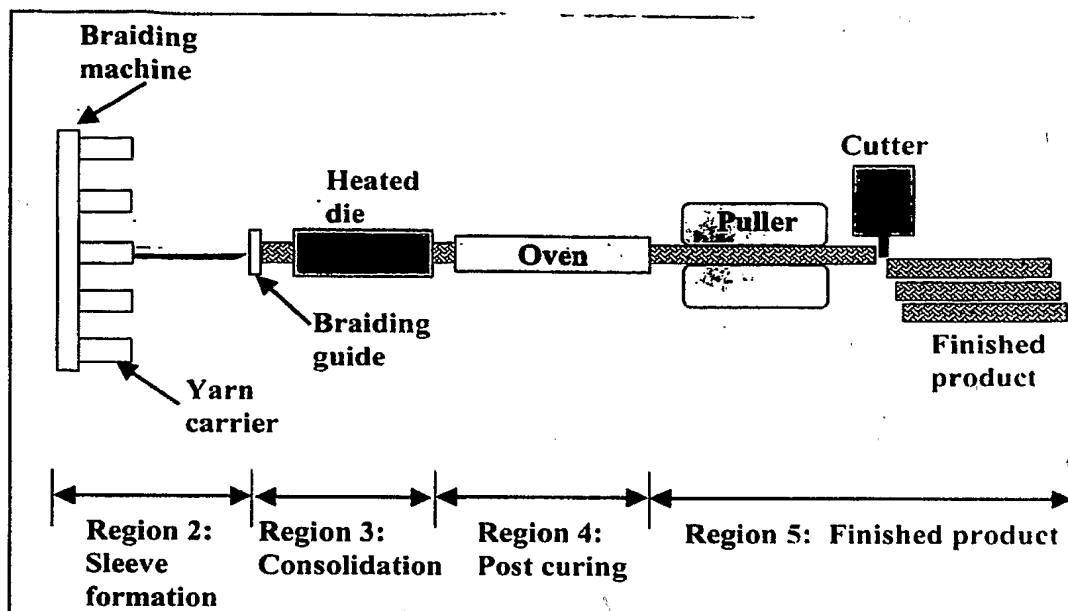 Braiding
machine
Cutter
Heated
die
Puller
Oven
Braiding
guide
Finished
product
Yarn
carrier
Region 2:
Sleeve
formation
Region 3:
Consolidation
Region 4:
Post curing
Region 5: Finished product